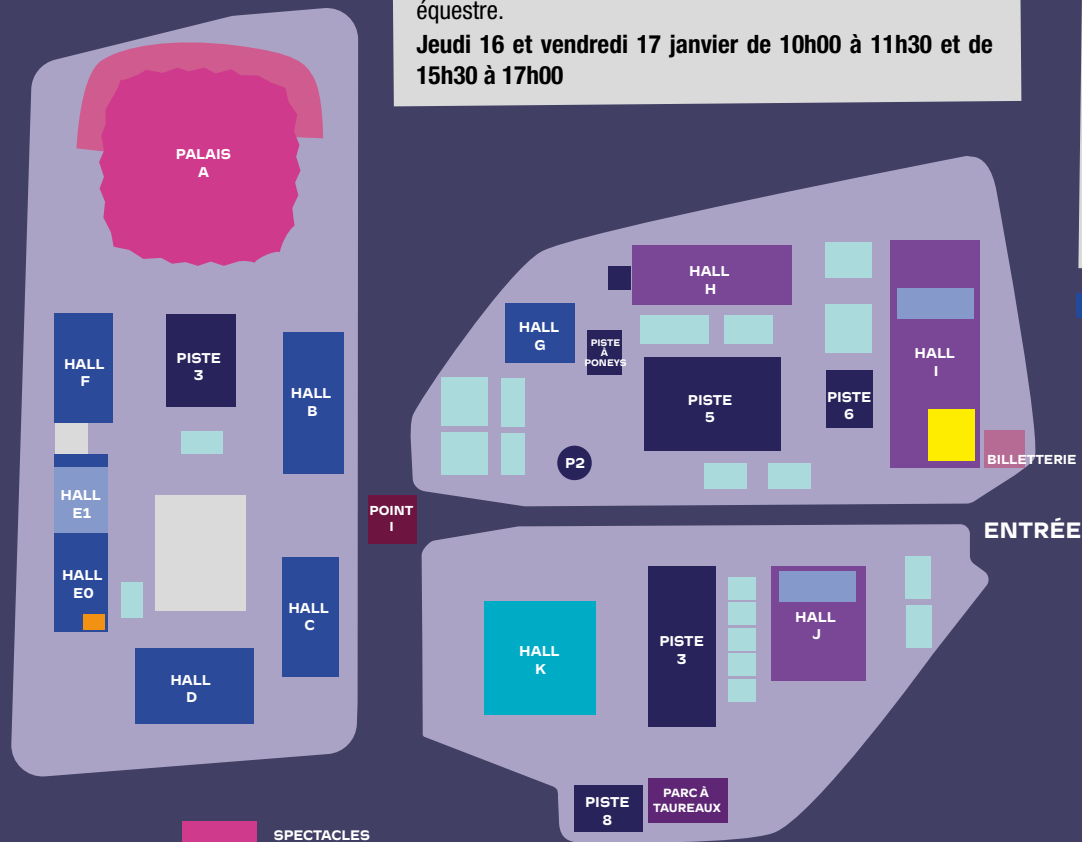 équestre.
Jeudi 16 et vendredi 17 janvier de 10h00 à 11h30 et de
15h30 à 17h00
PALAIS
A
HALL
F
PISTE
3
HALL
B
HALL
E1
HALL
E0
HALL
C
HALL
D
POINT
I
HALL
H
HALL
G
PISTE
À
PONEYS
PISTE
5
PISTE
6
HALL
I
P2
BILLETTERIE
ENTRÉE
HALL
K
PISTE
3
HALL
J
PISTE
8
PARC À
TAUREAUX
SPECTACLES